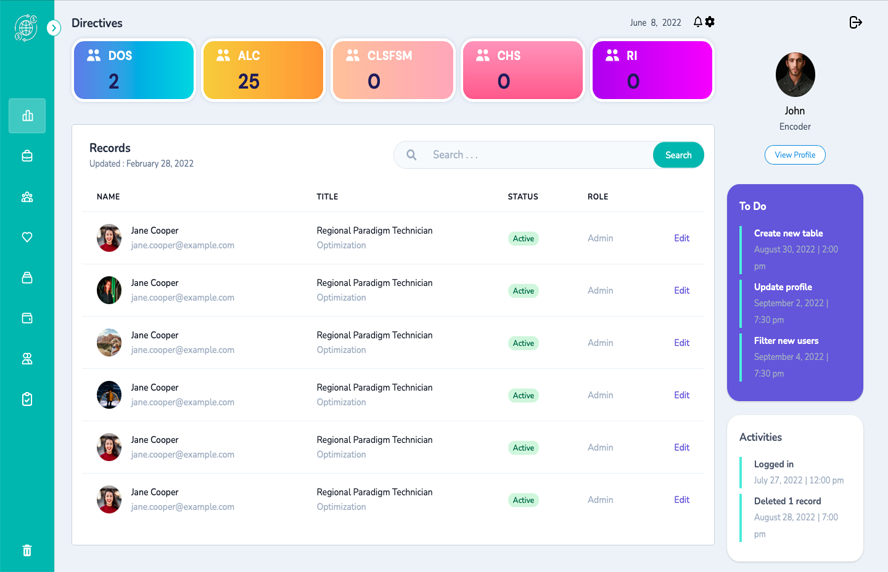 Directives
June 8, 2022
DOS
2
ALC
25
CLSFSM
0
CHS
0
RI
0
Records
Updated : February 28, 2022
Search . . .
Search
NAME TITLE STATUS ROLE
Jane Cooper Regional Paradigm Technician
jane.cooper@example.com Optimization Active Admin Edit
Jane Cooper Regional Paradigm Technician
jane.cooper@example.com Optimization Active Admin Edit
Jane Cooper Regional Paradigm Technician
jane.cooper@example.com Optimization Active Admin Edit
Jane Cooper Regional Paradigm Technician
jane.cooper@example.com Optimization Active Admin Edit
Jane Cooper Regional Paradigm Technician
jane.cooper@example.com Optimization Active Admin Edit
Jane Cooper Regional Paradigm Technician
jane.cooper@example.com Optimization Active Admin Edit
John
Encoder
View Profile
To Do
Create new table
August 30, 2022 | 2:00
pm
Update profile
September 2, 2022 |
7:30 pm
Filter new users
September 4, 2022 |
7:30 pm
Activities
Logged in
July 27, 2022 | 12:00 pm
Deleted 1 record
August 28, 2022 | 7:00
pm